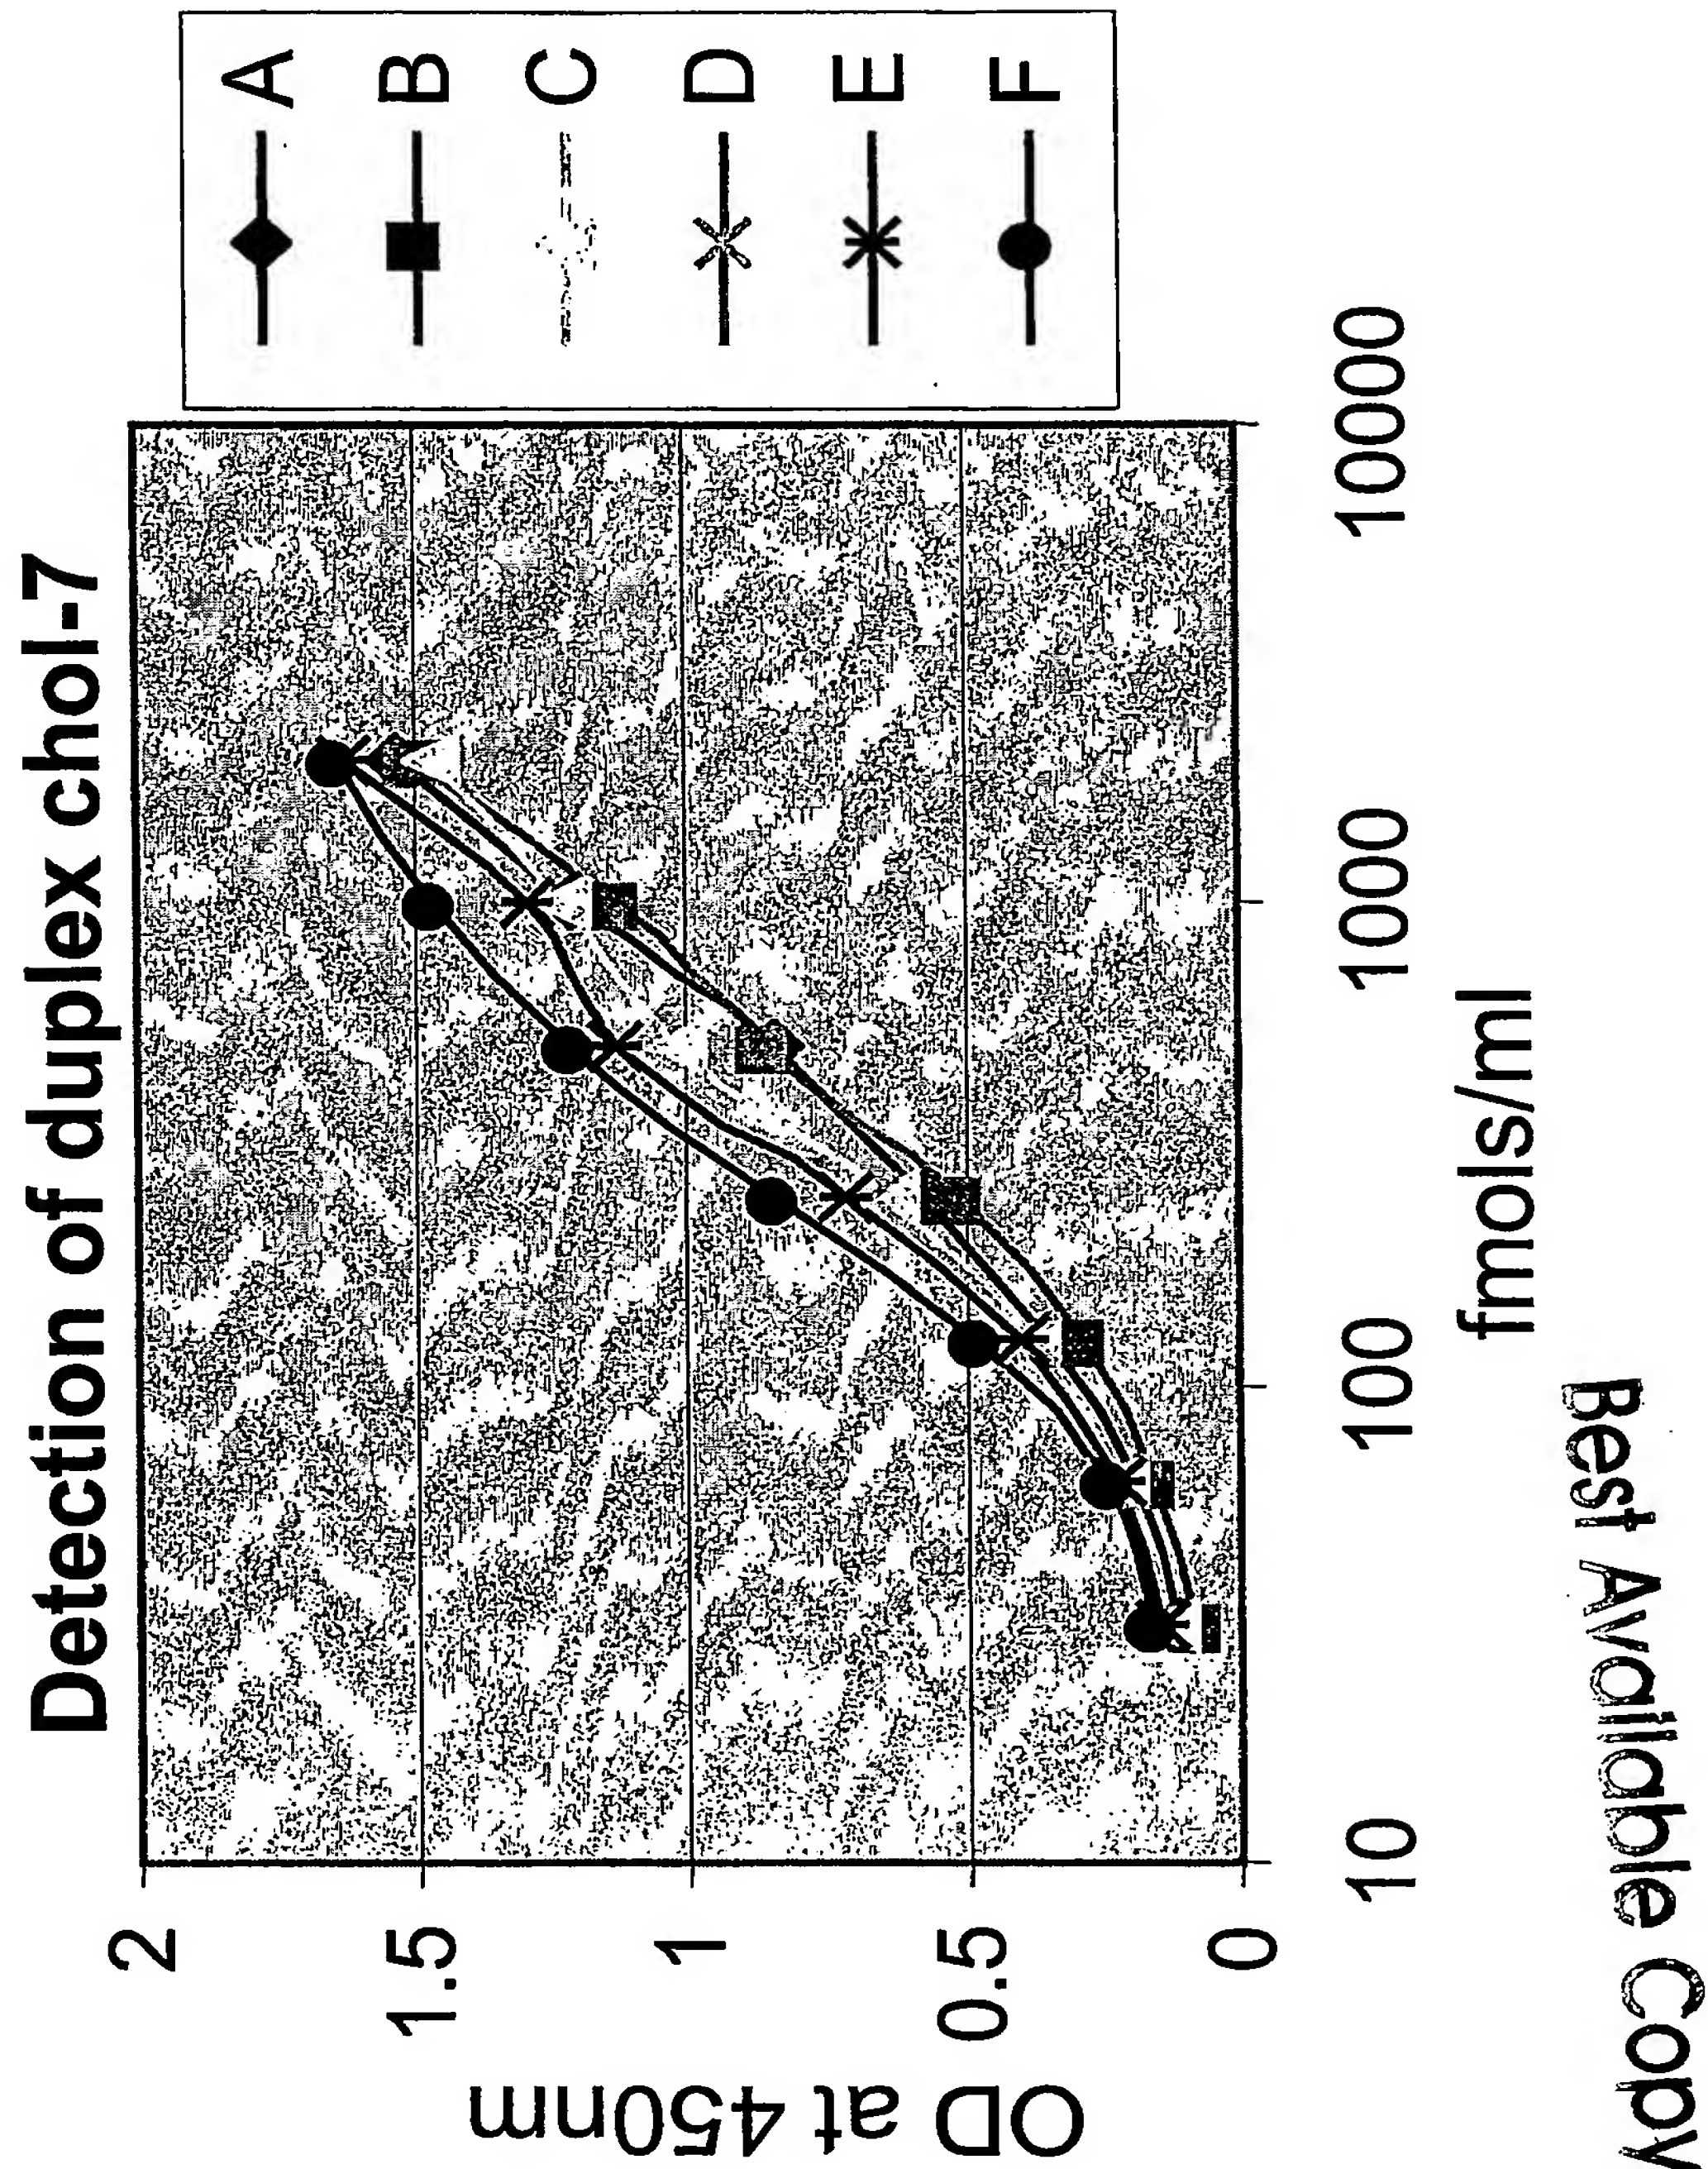 Detection of duplex chol-7
2
1.5
1
0.5
0
OD at 450nm
10
100
1000
10000
fmols/ml
A
B
C
D
E
F
Best Available Copy